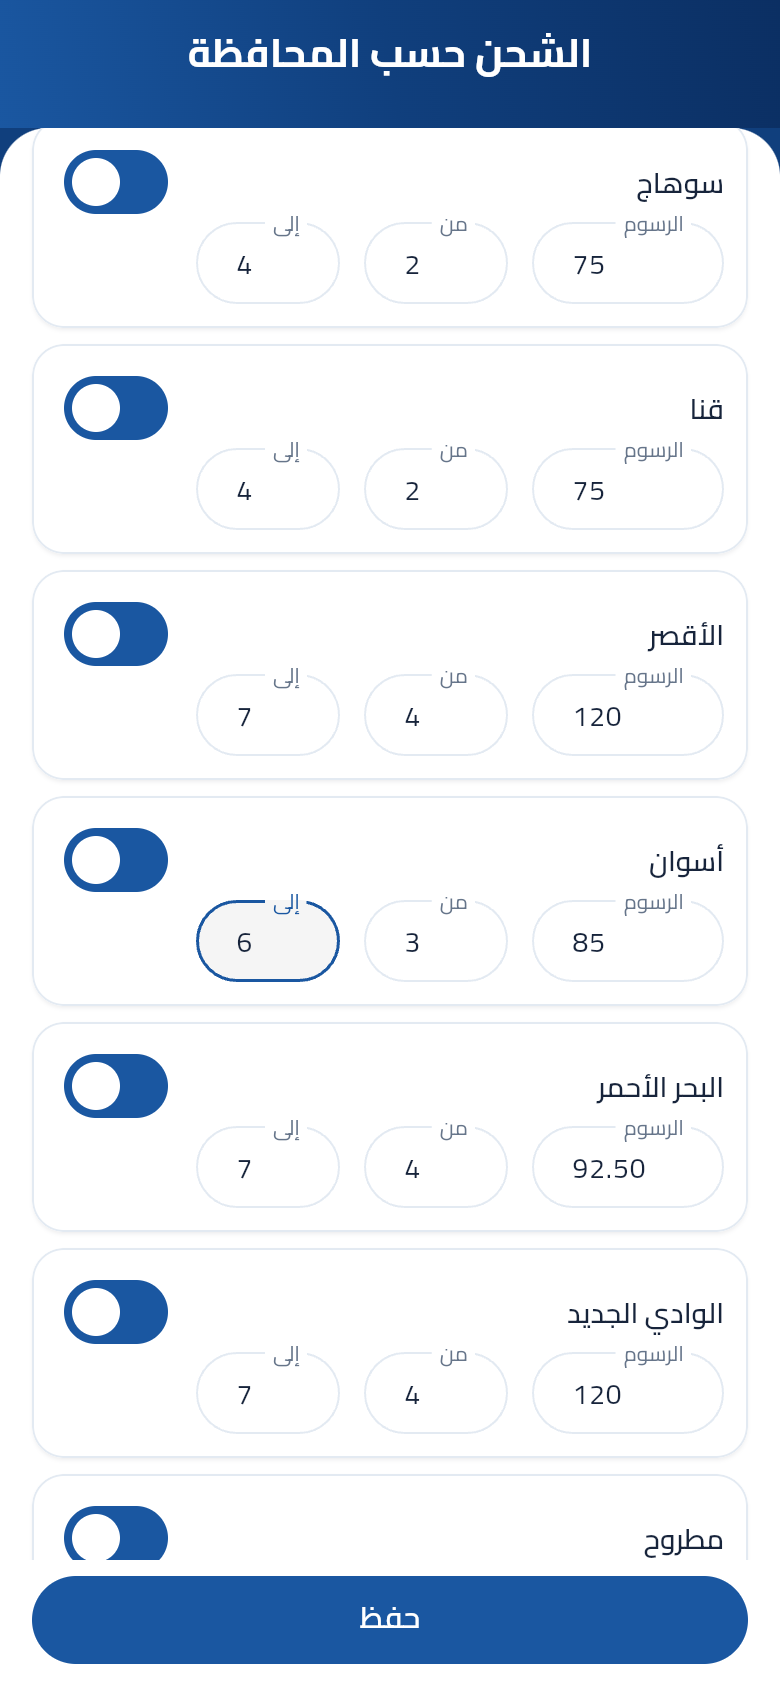 الشحن حسب المحافظة
سوهاج
الرسوم من إلى
75 2 4
قنا
الرسوم من إلى
75 2 4
الأقصر
الرسوم من إلى
120 4 7
أسوان
الرسوم من إلى
85 3 6
البحر الأحمر
الرسوم من إلى
92.50 4 7
الوادي الجديد
الرسوم من إلى
120 4 7
مطروح
حفظ